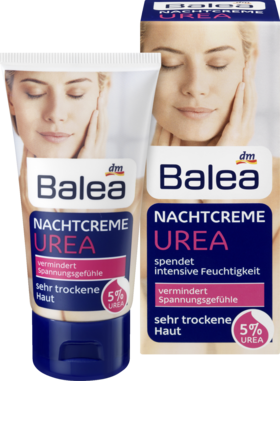 dm
Balea
NACHTCREME
UREA
vermindert
Spannungsgefühle
sehr trockene
Haut
5%
UREA
dm
Balea
NACHTCREME
UREA
spendet
intensive Feuchtigkeit
vermindert
Spannungsgefühle
sehr trockene
Haut
5%
UREA